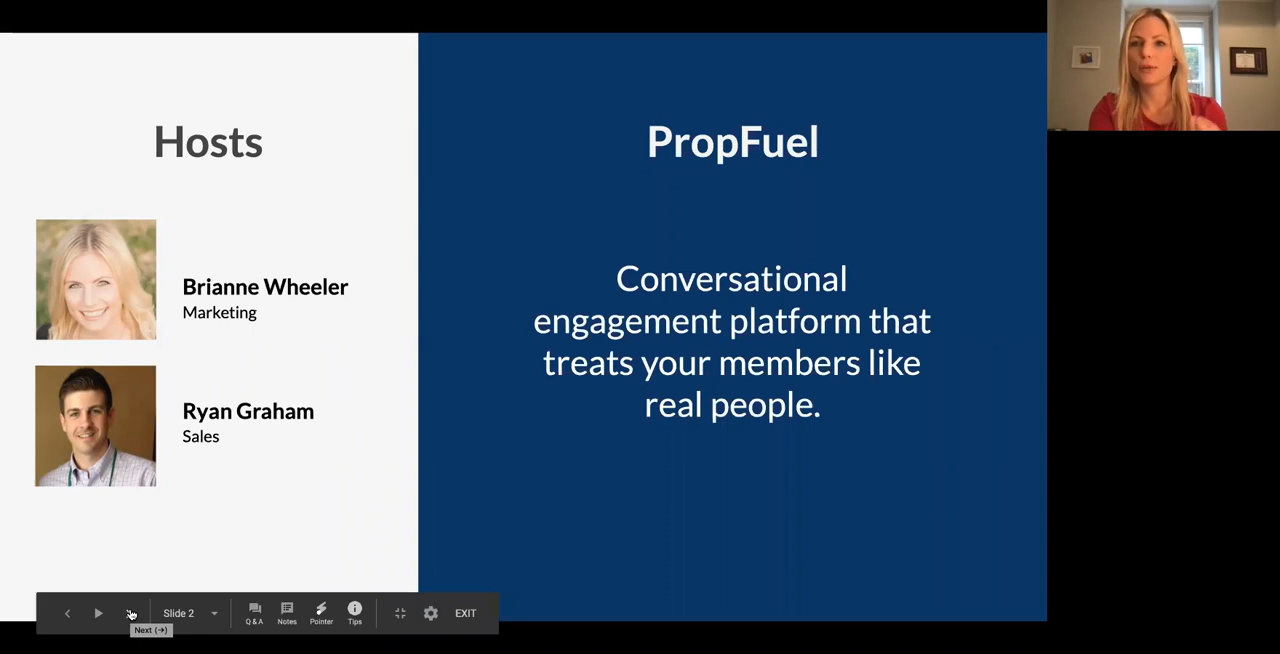 Hosts
Brianne Wheeler
Marketing
Ryan Graham
Sales
PropFuel
Conversational
engagement platform that
treats your members like
real people.
Slide 2
Q & A
Notes
Pointer
Tips
EXIT
Next (→)